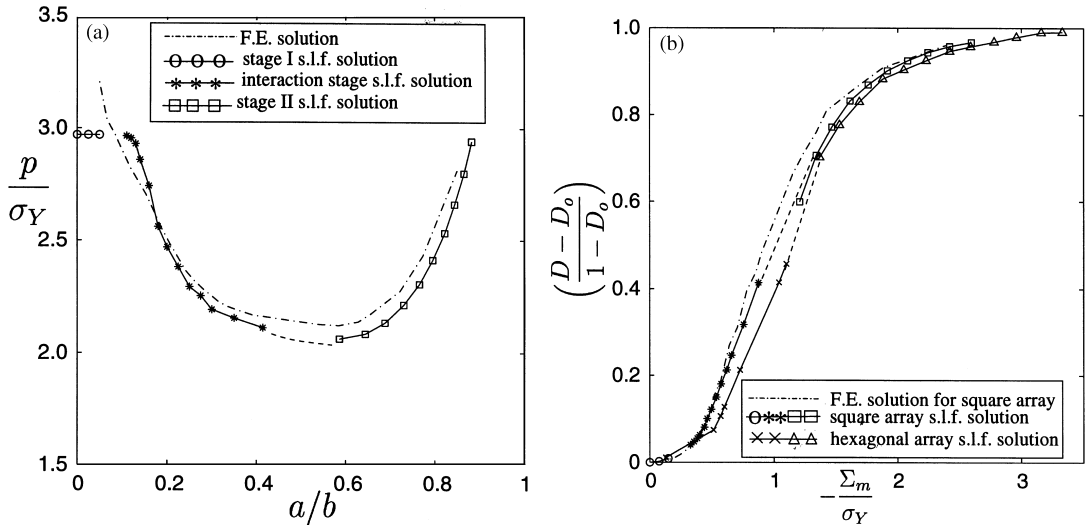 (a)
F.E. solution
stage I s.l.f. solution
interaction stage s.l.f. solution
stage II s.l.f. solution
p/σ_Y
3.5
3.0
2.5
2.0
1.5
0 0.2 0.4 0.6 0.8 1
a/b
(b)
(D − D_o / 1 − D_o)
1.0
0.8
0.6
0.4
0.2
0
F.E. solution for square array
square array s.l.f. solution
hexagonal array s.l.f. solution
0 1 2 3
−Σ_m/σ_Y